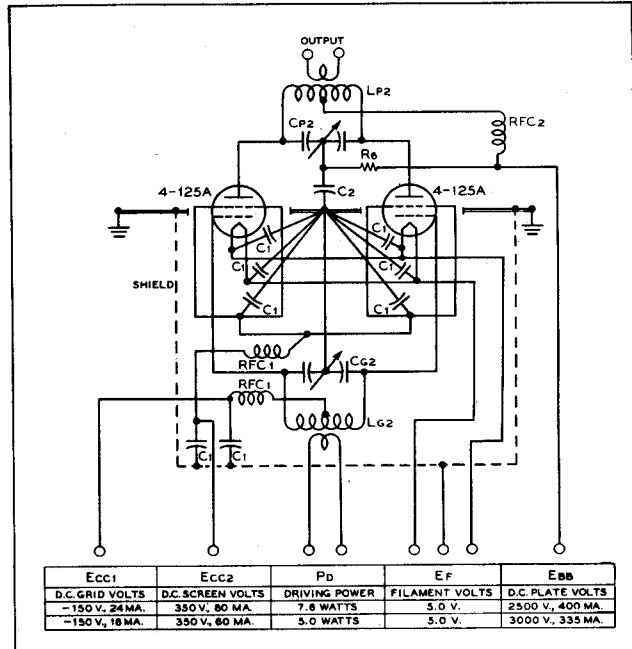 OUTPUT
LP2
CP2
RFC2
R6
4-125A
C2
4-125A
C1
C1
C1
C1
SHIELD
C1
C1
RFC1
CG2
RFC1
LG2
C1
C1
ECC1 ECC2 PD EF EBB
D.C. GRID VOLTS D.C. SCREEN VOLTS DRIVING POWER FILAMENT VOLTS D.C. PLATE VOLTS
-150 V., 24 MA. 350 V., 80 MA. 7.6 WATTS 5.0 V. 2500 V., 400 MA.
-150 V., 18 MA. 350 V., 60 MA. 5.0 WATTS 5.0 V. 3000 V., 335 MA.